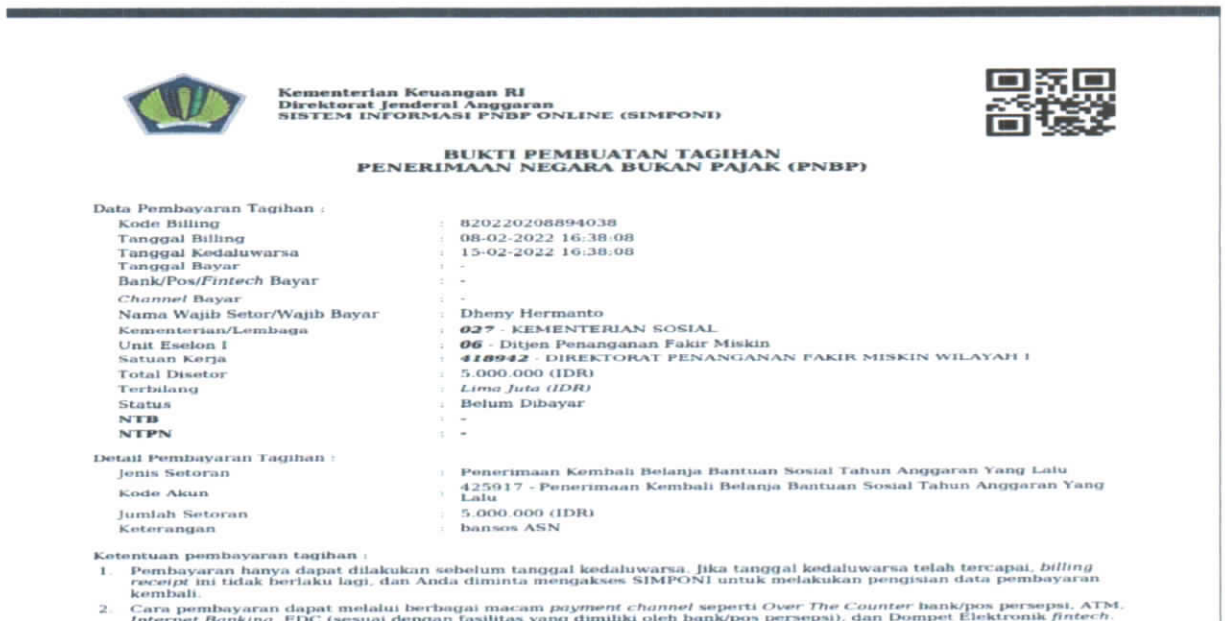 Kementerian Keuangan RI
Direktorat Jenderal Anggaran
SISTEM INFORMASI PNBP ONLINE (SIMPONI)
BUKTI PEMBUATAN TAGIHAN
PENERIMAAN NEGARA BUKAN PAJAK (PNBP)
Data Pembayaran Tagihan :
Kode Billing : 820220208894038
Tanggal Billing : 08-02-2022 16:38:08
Tanggal Kedaluwarsa : 15-02-2022 16:38:08
Tanggal Bayar : -
Bank/Pos/Fintech Bayar : -
Channel Bayar : -
Nama Wajib Setor/Wajib Bayar : Dheny Hermanto
Kementerian/Lembaga : 027 - KEMENTERIAN SOSIAL
Unit Eselon I : 06 - Ditjen Penanganan Fakir Miskin
Satuan Kerja : 418942 - DIREKTORAT PENANGANAN FAKIR MISKIN WILAYAH I
Total Disetor : 5.000.000 (IDR)
Terbilang : Lima Juta (IDR)
Status : Belum Dibayar
NTB : -
NTPN : -
Detail Pembayaran Tagihan :
Jenis Setoran : Penerimaan Kembali Belanja Bantuan Sosial Tahun Anggaran Yang Lalu
Kode Akun : 425917 - Penerimaan Kembali Belanja Bantuan Sosial Tahun Anggaran Yang
Lalu
Jumlah Setoran : 5.000.000 (IDR)
Keterangan : bansos ASN
Ketentuan pembayaran tagihan :
1. Pembayaran hanya dapat dilakukan sebelum tanggal kedaluwarsa. Jika tanggal kedaluwarsa telah tercapai, billing
receipt ini tidak berlaku lagi, dan Anda diminta mengakses SIMPONI untuk melakukan pengisian data pembayaran
kembali.
2. Cara pembayaran dapat melalui berbagai macam payment channel seperti Over The Counter bank/pos persepsi, ATM,
Internet Banking, EDC (sesuai dengan fasilitas yang dimiliki oleh bank/pos persepsi), dan Dompet Elektronik fintech.